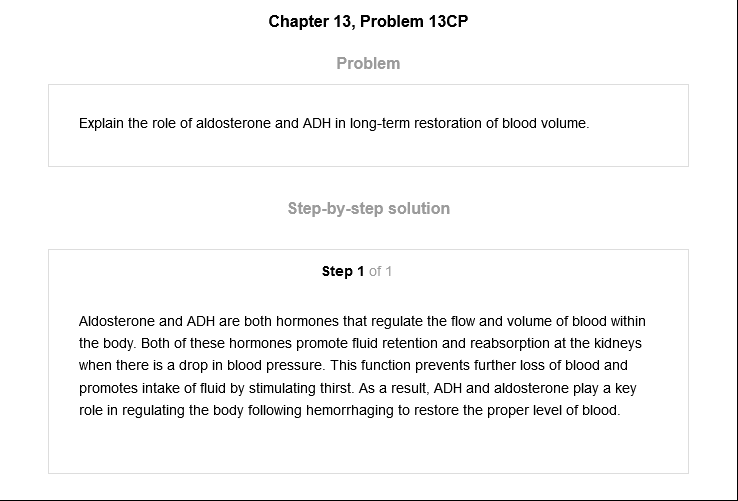 Chapter 13, Problem 13CP
Problem
Explain the role of aldosterone and ADH in long-term restoration of blood volume.
Step-by-step solution
Step 1 of 1
Aldosterone and ADH are both hormones that regulate the flow and volume of blood within
the body. Both of these hormones promote fluid retention and reabsorption at the kidneys
when there is a drop in blood pressure. This function prevents further loss of blood and
promotes intake of fluid by stimulating thirst. As a result, ADH and aldosterone play a key
role in regulating the body following hemorrhaging to restore the proper level of blood.